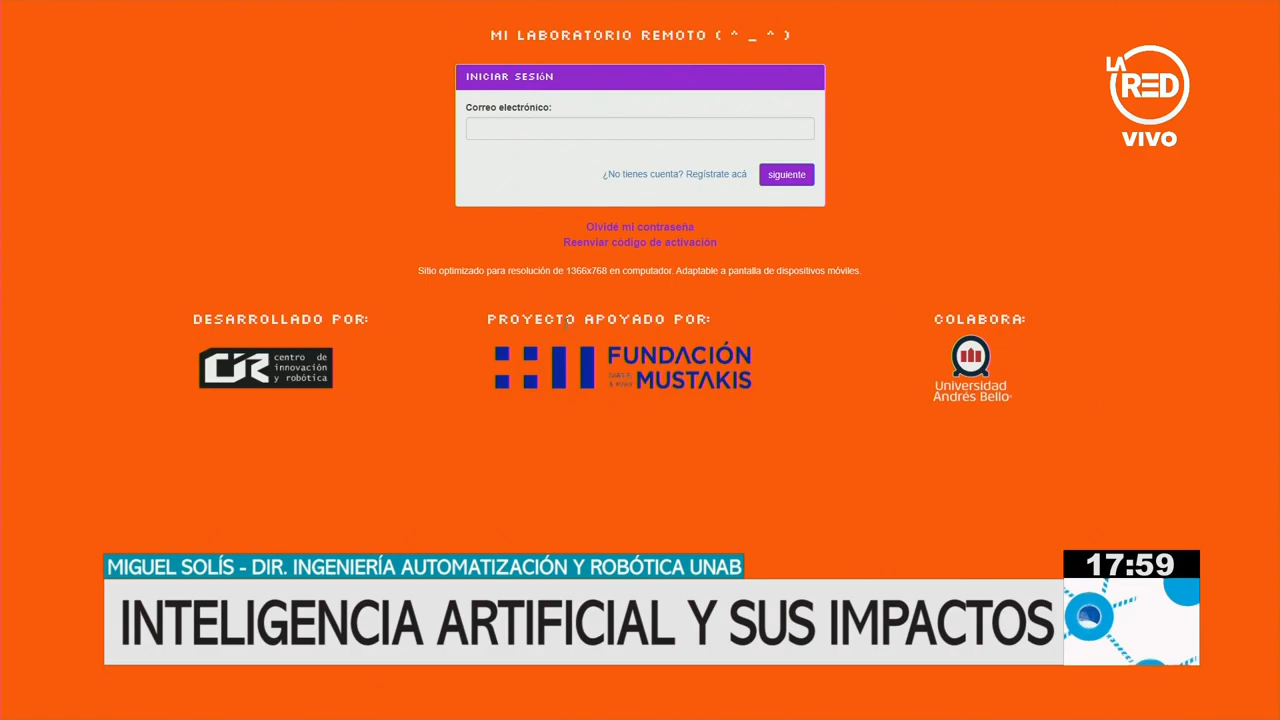 MI LABORATORIO REMOTO ( ^ _ ^ )
LA
RED
VIVO
INICIAR SESIÓN
Correo electrónico:
¿No tienes cuenta? Regístrate acá
siguiente
Olvidé mi contraseña
Reenviar código de activación
Sitio optimizado para resolución de 1366x768 en computador. Adaptable a pantalla de dispositivos móviles.
DESARROLLADO POR:
PROYECTO APOYADO POR:
COLABORA:
CIR
centro de
innovación
y robótica
FUNDACIÓN
MUSTAKIS
Universidad
Andrés Bello
MIGUEL SOLÍS - DIR. INGENIERÍA AUTOMATIZACIÓN Y ROBÓTICA UNAB
17:59
INTELIGENCIA ARTIFICIAL Y SUS IMPACTOS